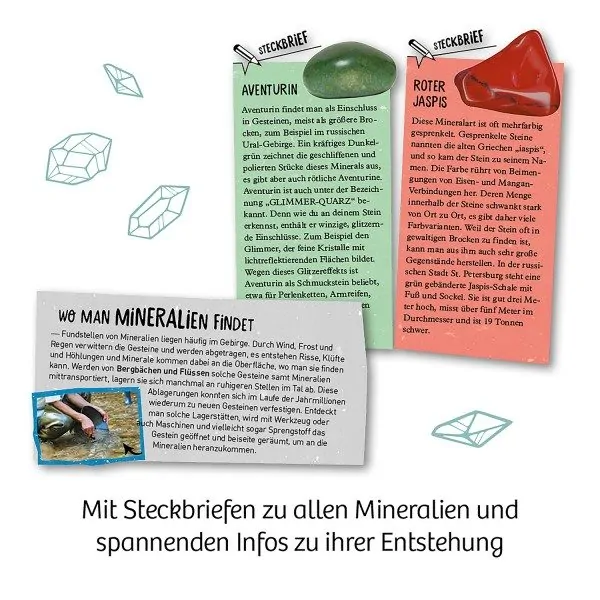 STECKBRIEF
AVENTURIN
Aventurin findet man als Einschluss
in Gesteinen, meist als größere Bro-
cken, zum Beispiel im russischen
Ural-Gebirge. Ein kräftiges Dunkel-
grün zeichnet die geschliffenen und
polierten Stücke dieses Minerals aus,
es gibt aber auch rötliche Aventurine.
Aventurin ist auch unter der Bezeich-
nung „GLIMMER-QUARZ“ be-
kannt. Denn wie du an deinem Stein
erkennst, enthält er winzige, glitzern-
de Einschlüsse. Zum Beispiel den
Glimmer, der feine Kristalle mit
lichtreflektierenden Flächen bildet.
Wegen dieses Glitzereffekts ist
Aventurin als Schmuckstein beliebt,
etwa für Perlenketten, Armreifen,
en
STECKBRIEF
ROTER
JASPIS
Diese Mineralart ist oft mehrfarbig
gesprenkelt. Gesprenkelte Steine
nannten die alten Griechen „iaspis“,
und so kam der Stein zu seinem Na-
men. Die Farbe rührt von Beimen-
gungen von Eisen- und Mangan-
Verbindungen her. Deren Menge
innerhalb der Steine schwankt stark
von Ort zu Ort, es gibt daher viele
Farbvarianten. Weil der Stein oft in
gewaltigen Brocken zu finden ist,
kann man aus ihm auch sehr große
Gegenstände herstellen. In der russi-
schen Stadt St. Petersburg steht eine
grün gebänderte Jaspis-Schale mit
Fuß und Sockel. Sie ist gut drei Me-
ter hoch, misst über fünf Meter im
Durchmesser und ist 19 Tonnen
schwer.
WO MAN MINERALIEN FINDET
— Fundstellen von Mineralien liegen häufig im Gebirge. Durch Wind, Frost und
Regen verwittern die Gesteine und werden abgetragen, es entstehen Risse, Klüfte
und Höhlungen und Minerale kommen dabei an die Oberfläche, wo man sie finden
kann. Werden von Bergbächen und Flüssen solche Gesteine samt Mineralien
mittransportiert, lagern sie sich manchmal an ruhigeren Stellen im Tal ab. Diese
Ablagerungen konnten sich im Laufe der Jahrmillionen
wiederum zu neuen Gesteinen verfestigen. Entdeckt
man solche Lagerstätten, wird mit Werkzeug oder
auch Maschinen und vielleicht sogar Sprengstoff das
Gestein geöffnet und beiseite geräumt, um an die
Mineralien heranzukommen.
Mit Steckbriefen zu allen Mineralien und
spannenden Infos zu ihrer Entstehung